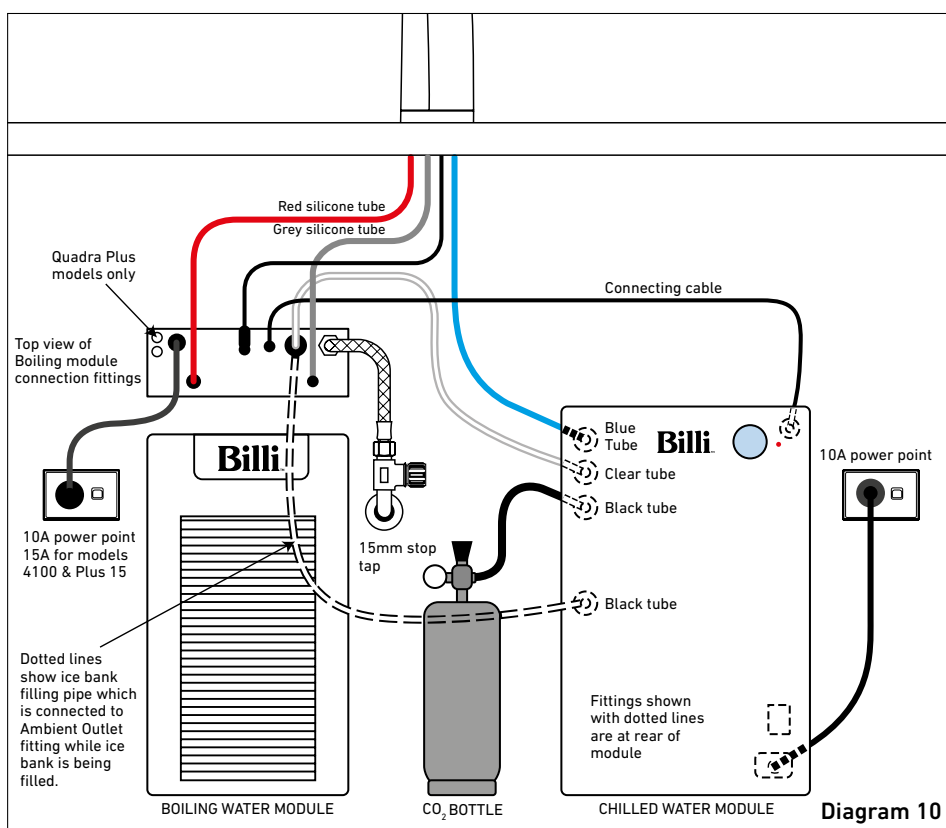 Red silicone tube
Grey silicone tube
Quadra Plus
models only
Connecting cable
Top view of
Boiling module
connection fittings
Billi™
Blue
Tube
Billi™
Clear tube
10A power point
Black tube
10A power point
15A for models
4100 & Plus 15
15mm stop
tap
Black tube
Dotted lines
show ice bank
filling pipe which
is connected to
Ambient Outlet
fitting while ice
bank is being
filled.
Fittings shown
with dotted lines
are at rear of
module
BOILING WATER MODULE
CO₂ BOTTLE
CHILLED WATER MODULE
Diagram 10